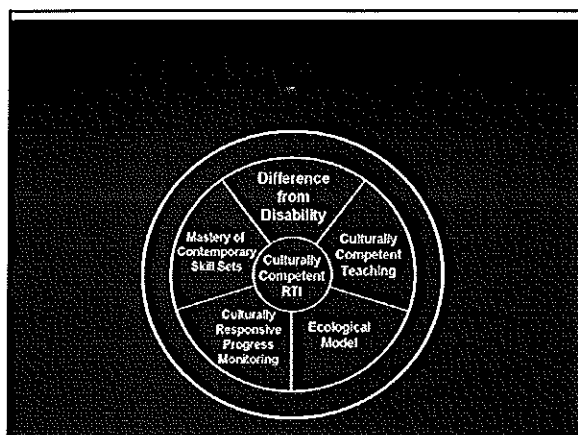 Difference
from
Disability
Culturally
Competent
Teaching
Ecological
Model
Culturally
Responsive
Progress
Monitoring
Mastery of
Contemporary
Skill Sets
Culturally
Competent
RTI